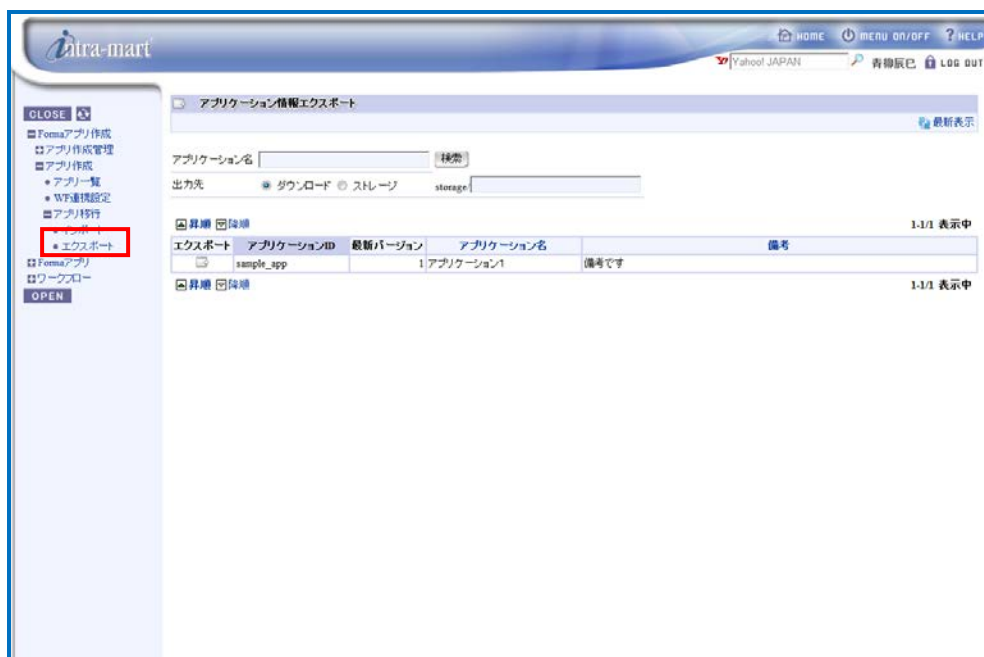 intra-mart
HOME MENU ON/OFF ? HELP
Yahoo! JAPAN 青柳辰巳 LOG OUT
CLOSE
アプリケーション情報エクスポート
最新表示
Formaアプリ作成
アプリ作成管理
アプリ作成
アプリ一覧
WF連携設定
アプリ移行
インポート
エクスポート
Formaアプリ
ワークフロー
OPEN
アプリケーション名 検索
出力先 ダウンロード ストレージ storage/
昇順 降順 1-1/1 表示中
エクスポート アプリケーションID 最新バージョン アプリケーション名 備考
sample_app 1 アプリケーション1 備考です
昇順 降順 1-1/1 表示中